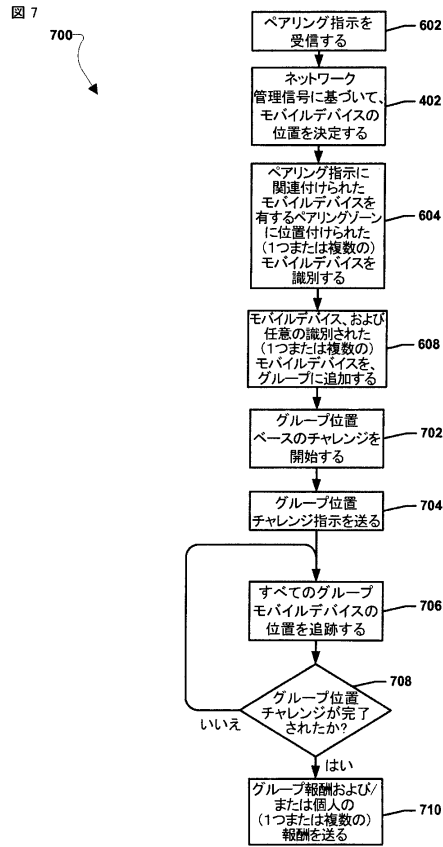 図 7
700
ペアリング指示を
受信する
602
ネットワーク
管理信号に基づいて、
モバイルデバイスの
位置を決定する
402
ペアリング指示に
関連付けられた
モバイルデバイスを
有するペアリングゾーン
に位置付けられた
(1つまたは複数の)
モバイルデバイスを
識別する
604
モバイルデバイス、および
任意の識別された
(1つまたは複数の)
モバイルデバイスを、
グループに追加する
608
グループ位置
ベースのチャレンジを
開始する
702
グループ位置
チャレンジ指示を送る
704
すべてのグループ
モバイルデバイスの
位置を追跡する
706
708
グループ位置
チャレンジが完了
されたか?
いいえ
はい
グループ報酬および/
または個人の
(1つまたは複数の)
報酬を送る
710